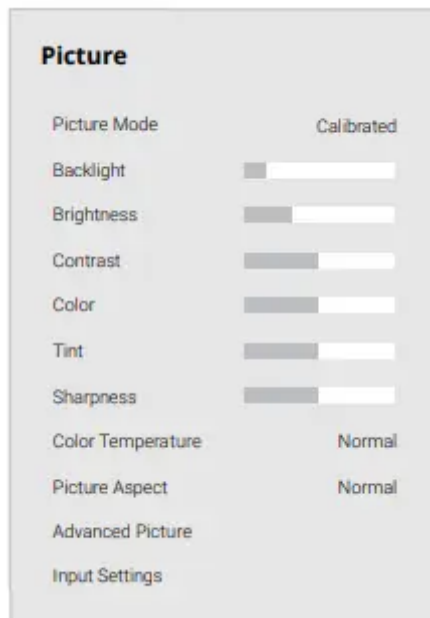 Picture
Picture Mode Calibrated
Backlight
Brightness
Contrast
Color
Tint
Sharpness
Color Temperature Normal
Picture Aspect Normal
Advanced Picture
Input Settings